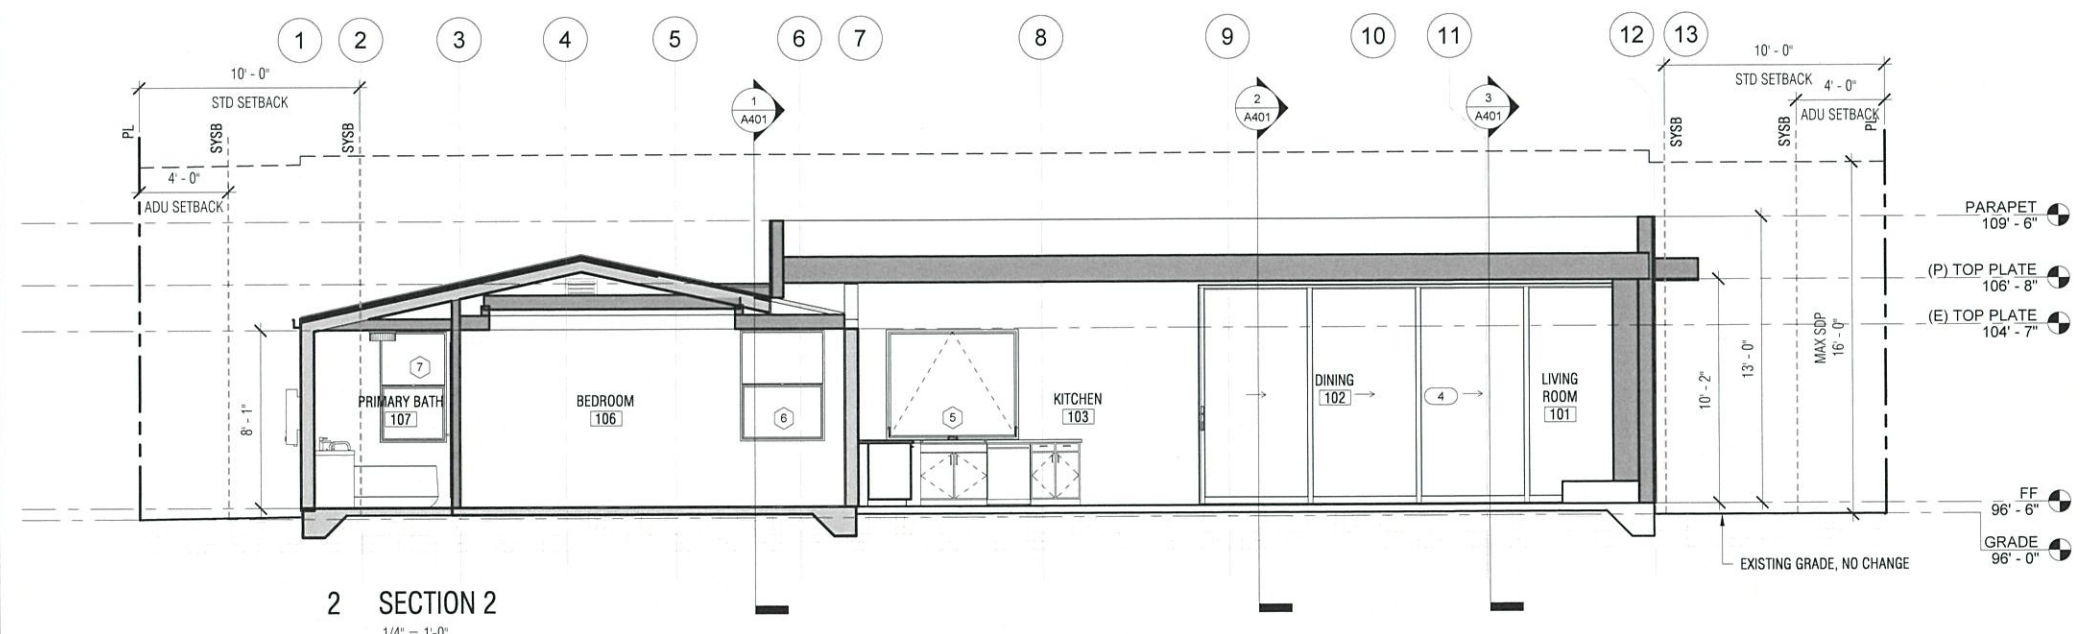 1 2 3 4 5 6 7 8 9 10 11 12 13
10' - 0"
STD SETBACK
10' - 0"
STD SETBACK
4' - 0"
ADU SETBACK
PL
SYSB
SYSB
1
A401
2
A401
3
A401
SYSB
SYSB
PL
4' - 0"
ADU SETBACK
PARAPET
109' - 6"
(P) TOP PLATE
106' - 8"
(E) TOP PLATE
104' - 7"
MAX SDP
16' - 0"
13' - 0"
10' - 2"
8' - 1"
7
PRIMARY BATH
107
BEDROOM
106
6
5
KITCHEN
103
DINING
102
4
LIVING
ROOM
101
FF
96' - 6"
GRADE
96' - 0"
EXISTING GRADE, NO CHANGE
2 SECTION 2
1/4" = 1'-0"